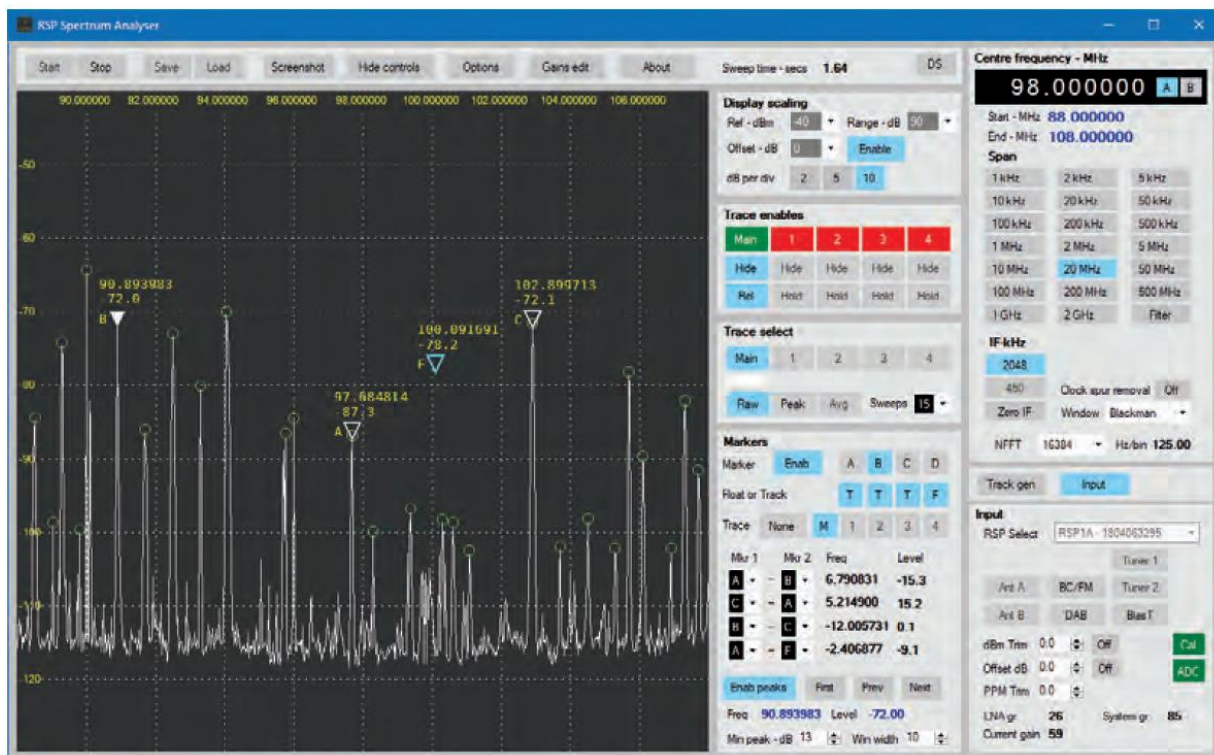 RSP Spectrum Analyser
Start Stop Save Load Screenshot Hide controls Options Gains edit About
Sweep time - secs 1.64 DS
90.000000 92.000000 94.000000 96.000000 98.000000 100.000000 102.000000 104.000000 106.000000
-50
-60
-70
-80
-90
-100
-110
-120
90.893983
-72.0
B
102.899713
-72.1
C
100.091691
-78.2
F
97.684814
-87.3
A
Display scaling
Ref - dBm -40 Range - dB 90
Offset - dB 0 Enable
dB per div 2 5 10
Trace enables
Main 1 2 3 4
Hide Hide Hide Hide Hide
Hold Hold Hold Hold
Trace select
Main 1 2 3 4
Raw Peak Avg Sweeps 15
Markers
Marker Enab A B C D
Float or Track T T T F
Trace None M 1 2 3 4
Mkr 1 Mkr 2 Freq Level
A - B 6.790831 -15.3
C - A 5.214900 15.2
B - C -12.005731 0.1
A - F -2.406877 -9.1
Enab peaks First Prev Next
Freq 90.893983 Level -72.00
Min peak - dB 13 Win width 10
Centre frequency - MHz
98.000000 A B
Start - MHz 88.000000
End - MHz 108.000000
Span
1 kHz 2 kHz 5 kHz
10 kHz 20 kHz 50 kHz
100 kHz 200 kHz 500 kHz
1 MHz 2 MHz 5 MHz
10 MHz 20 MHz 50 MHz
100 MHz 200 MHz 500 MHz
1 GHz 2 GHz Filter
IF-kHz
2048
450 Clock spur removal Off
Zero IF Window Blackman
NFFT 16384 Hz/bin 125.00
Track gen Input
Input
RSP Select RSP1A - 1804063295
Tuner 1
Ant A BC/FM Tuner 2
Ant B DAB BiasT
dBm Trim 0.0 Off Cal
Offset dB 0.0 Off ADC
PPM Trim 0.0
LNA gr 26 System gr 85
Current gain 59